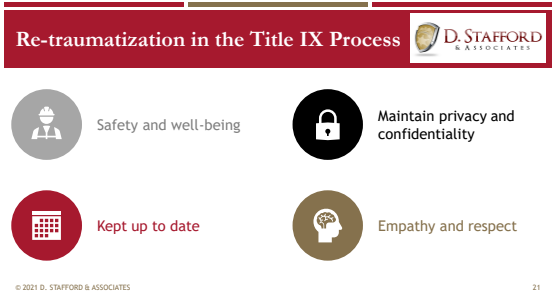 Re-traumatization in the Title IX Process
D. STAFFORD
& ASSOCIATES
Safety and well-being
Maintain privacy and
confidentiality
Kept up to date
Empathy and respect
© 2021 D. STAFFORD & ASSOCIATES
21